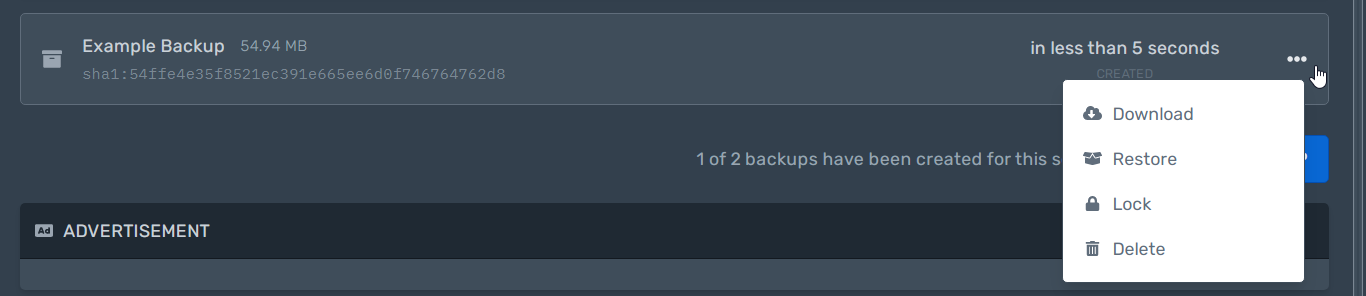 Example Backup 54.94 MB
in less than 5 seconds
sha1:54ffe4e35f8521ec391e665ee6d0f746764762d8
CREATED
Download
1 of 2 backups have been created for this s
Restore
Lock
Ad ADVERTISEMENT
Delete